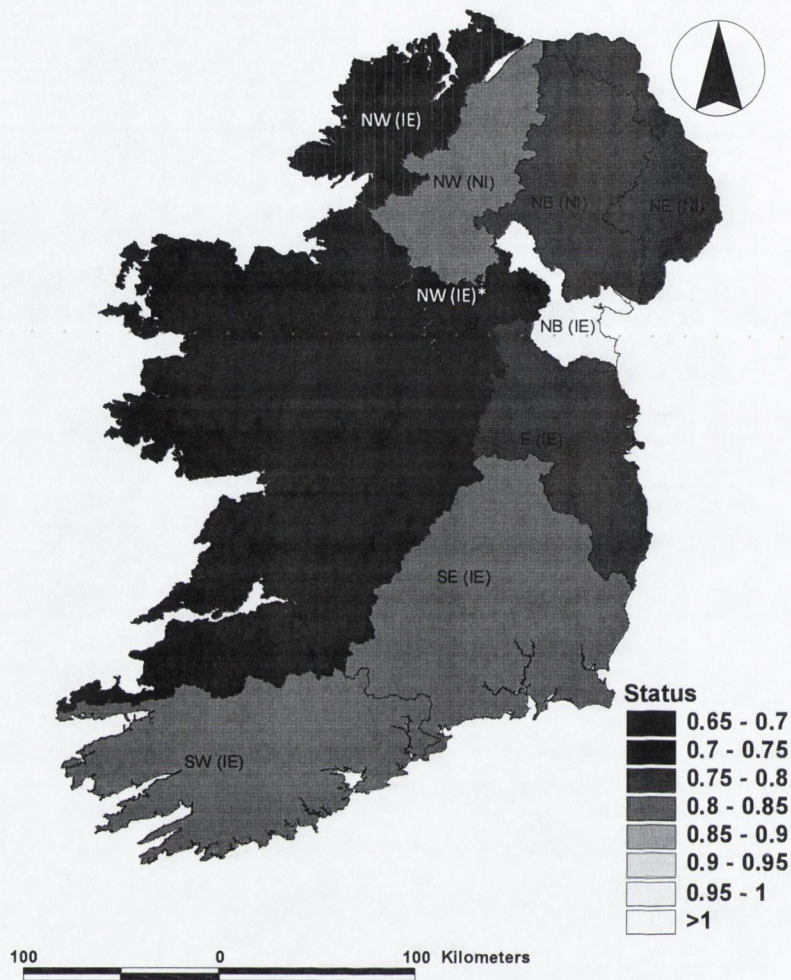 NW (IE)
NW (NI)
NB (NI)
NE (NI)
NW (IE)*
NB (IE)
E (IE)
SE (IE)
SW (IE)
Status
0.65 - 0.7
0.7 - 0.75
0.75 - 0.8
0.8 - 0.85
0.85 - 0.9
0.9 - 0.95
0.95 - 1
>1
100 0 100 Kilometers